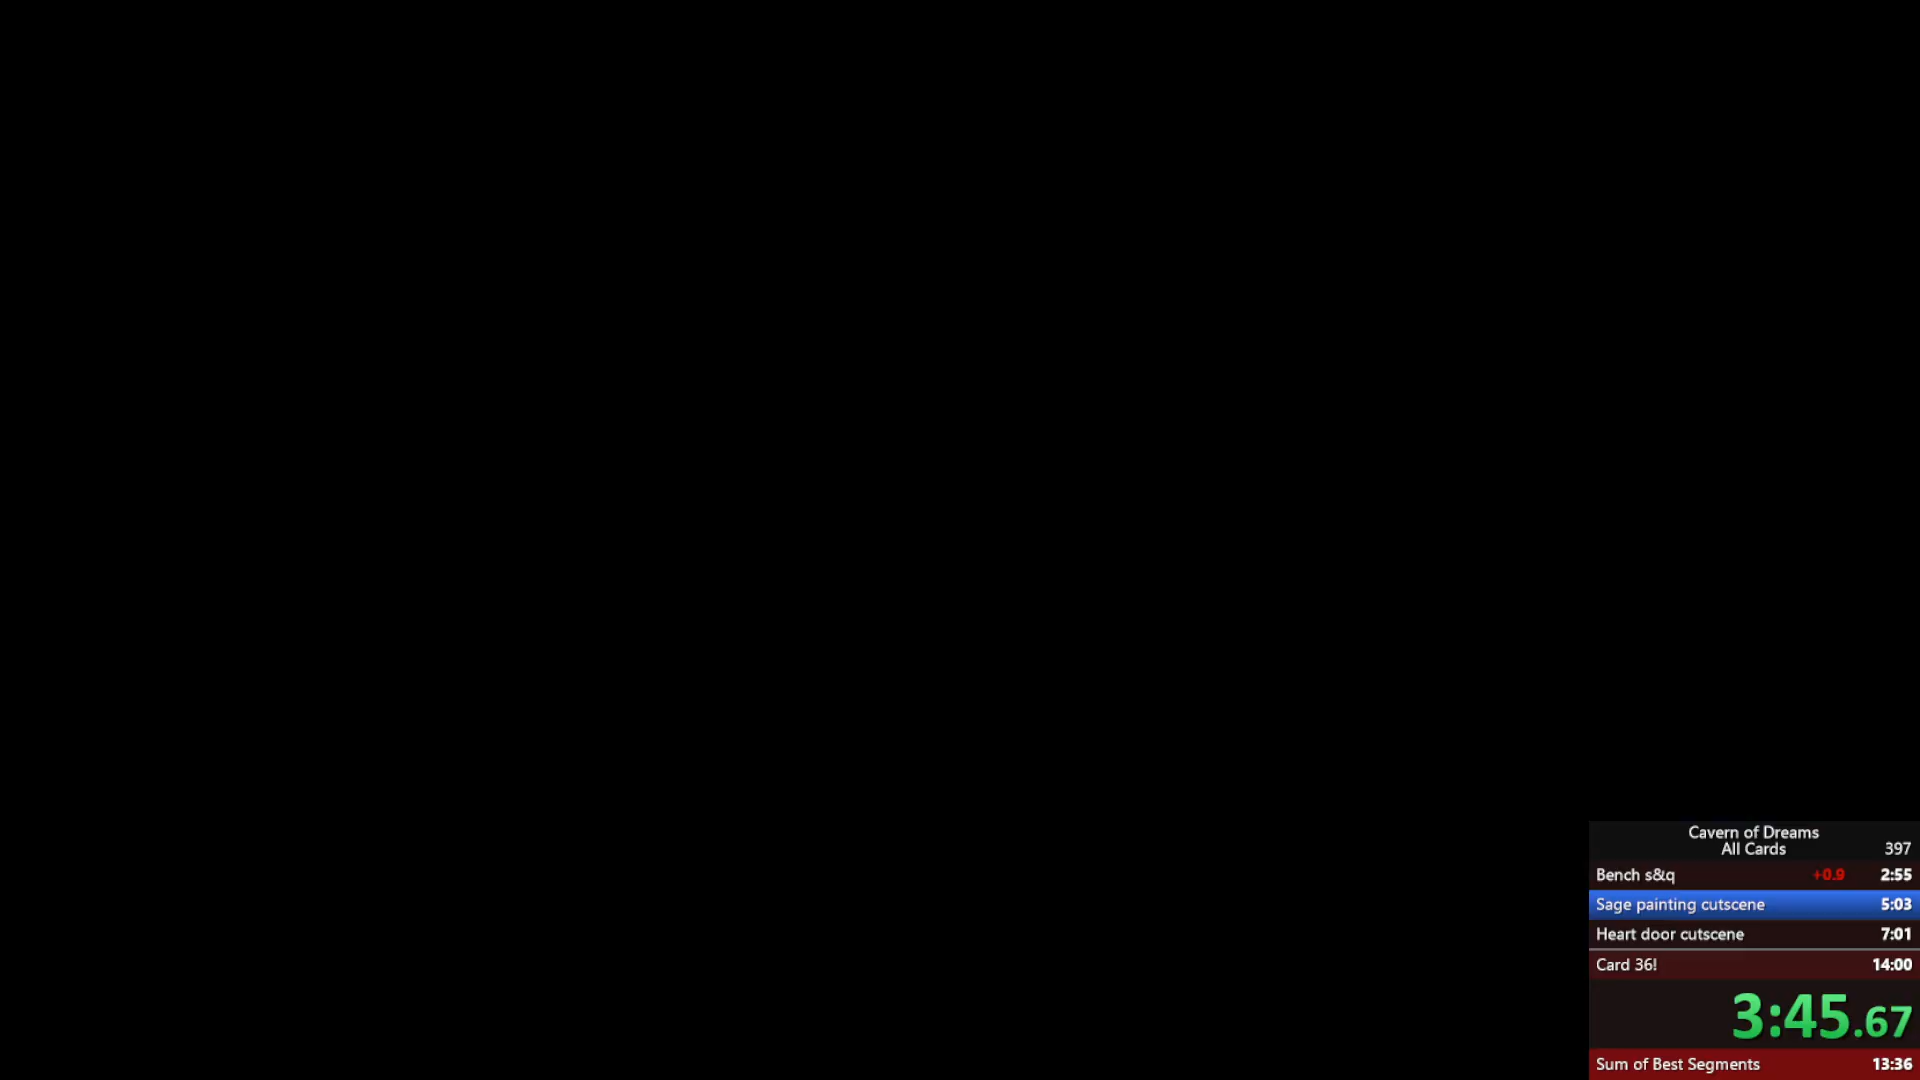 Cavern of Dreams
All Cards 397
Bench s&q +0.9 2:55
Sage painting cutscene 5:03
Heart door cutscene 7:01
Card 36! 14:00
3:45.67
Sum of Best Segments 13:36